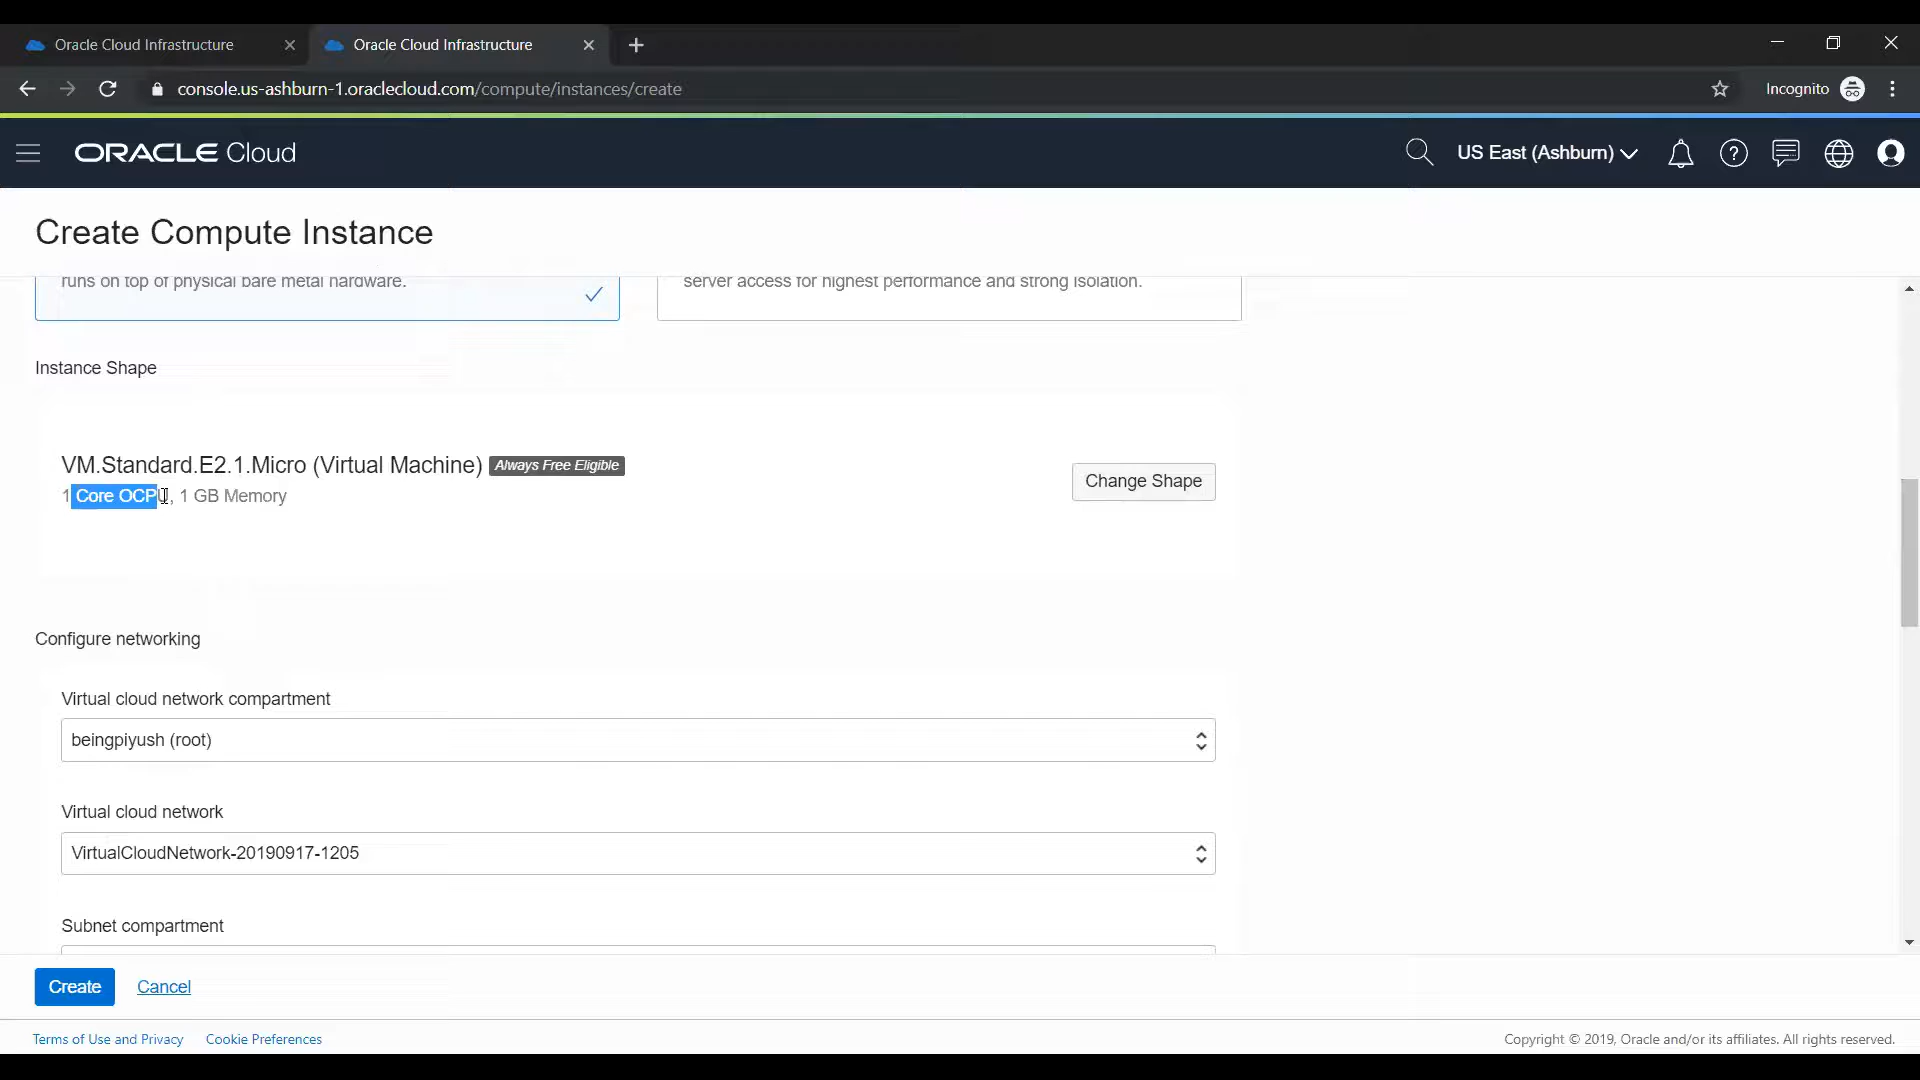 Oracle Cloud Infrastructure
Oracle Cloud Infrastructure
console.us-ashburn-1.oraclecloud.com/compute/instances/create
Incognito
ORACLE Cloud
US East (Ashburn)
Create Compute Instance
runs on top of physical bare metal hardware.
server access for highest performance and strong isolation.
Instance Shape
VM.Standard.E2.1.Micro (Virtual Machine) Always Free Eligible
1 Core OCPU, 1 GB Memory
Change Shape
Configure networking
Virtual cloud network compartment
beingpiyush (root)
Virtual cloud network
VirtualCloudNetwork-20190917-1205
Subnet compartment
Create Cancel
Terms of Use and Privacy Cookie Preferences
Copyright © 2019, Oracle and/or its affiliates. All rights reserved.